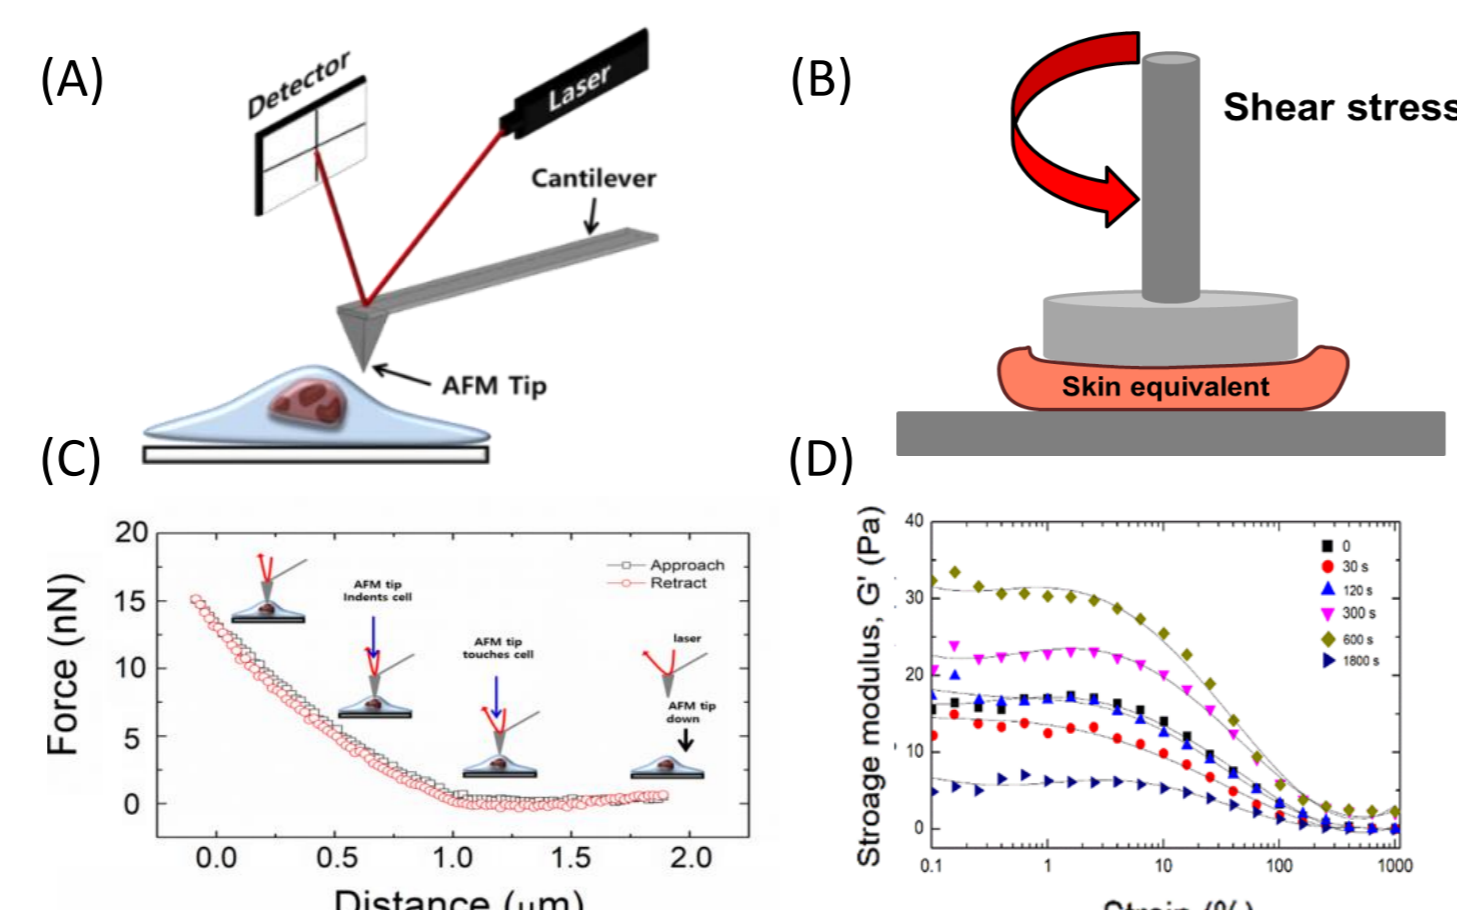 (A)
Detector
Laser
Cantilever
AFM Tip
(B)
Shear stress
Skin equivalent
(C)
Force (nN)
20
15
10
5
0
0.0 0.5 1.0 1.5 2.0
Distance (μm)
Approach
Retract
AFM tip
Indents cell
AFM tip
touches cell
laser
AFM tip
down
(D)
Stroage modulus, G' (Pa)
40
30
20
10
0
0.1 1 10 100 1000
Strain (%)
0
30 s
120 s
300 s
600 s
1800 s